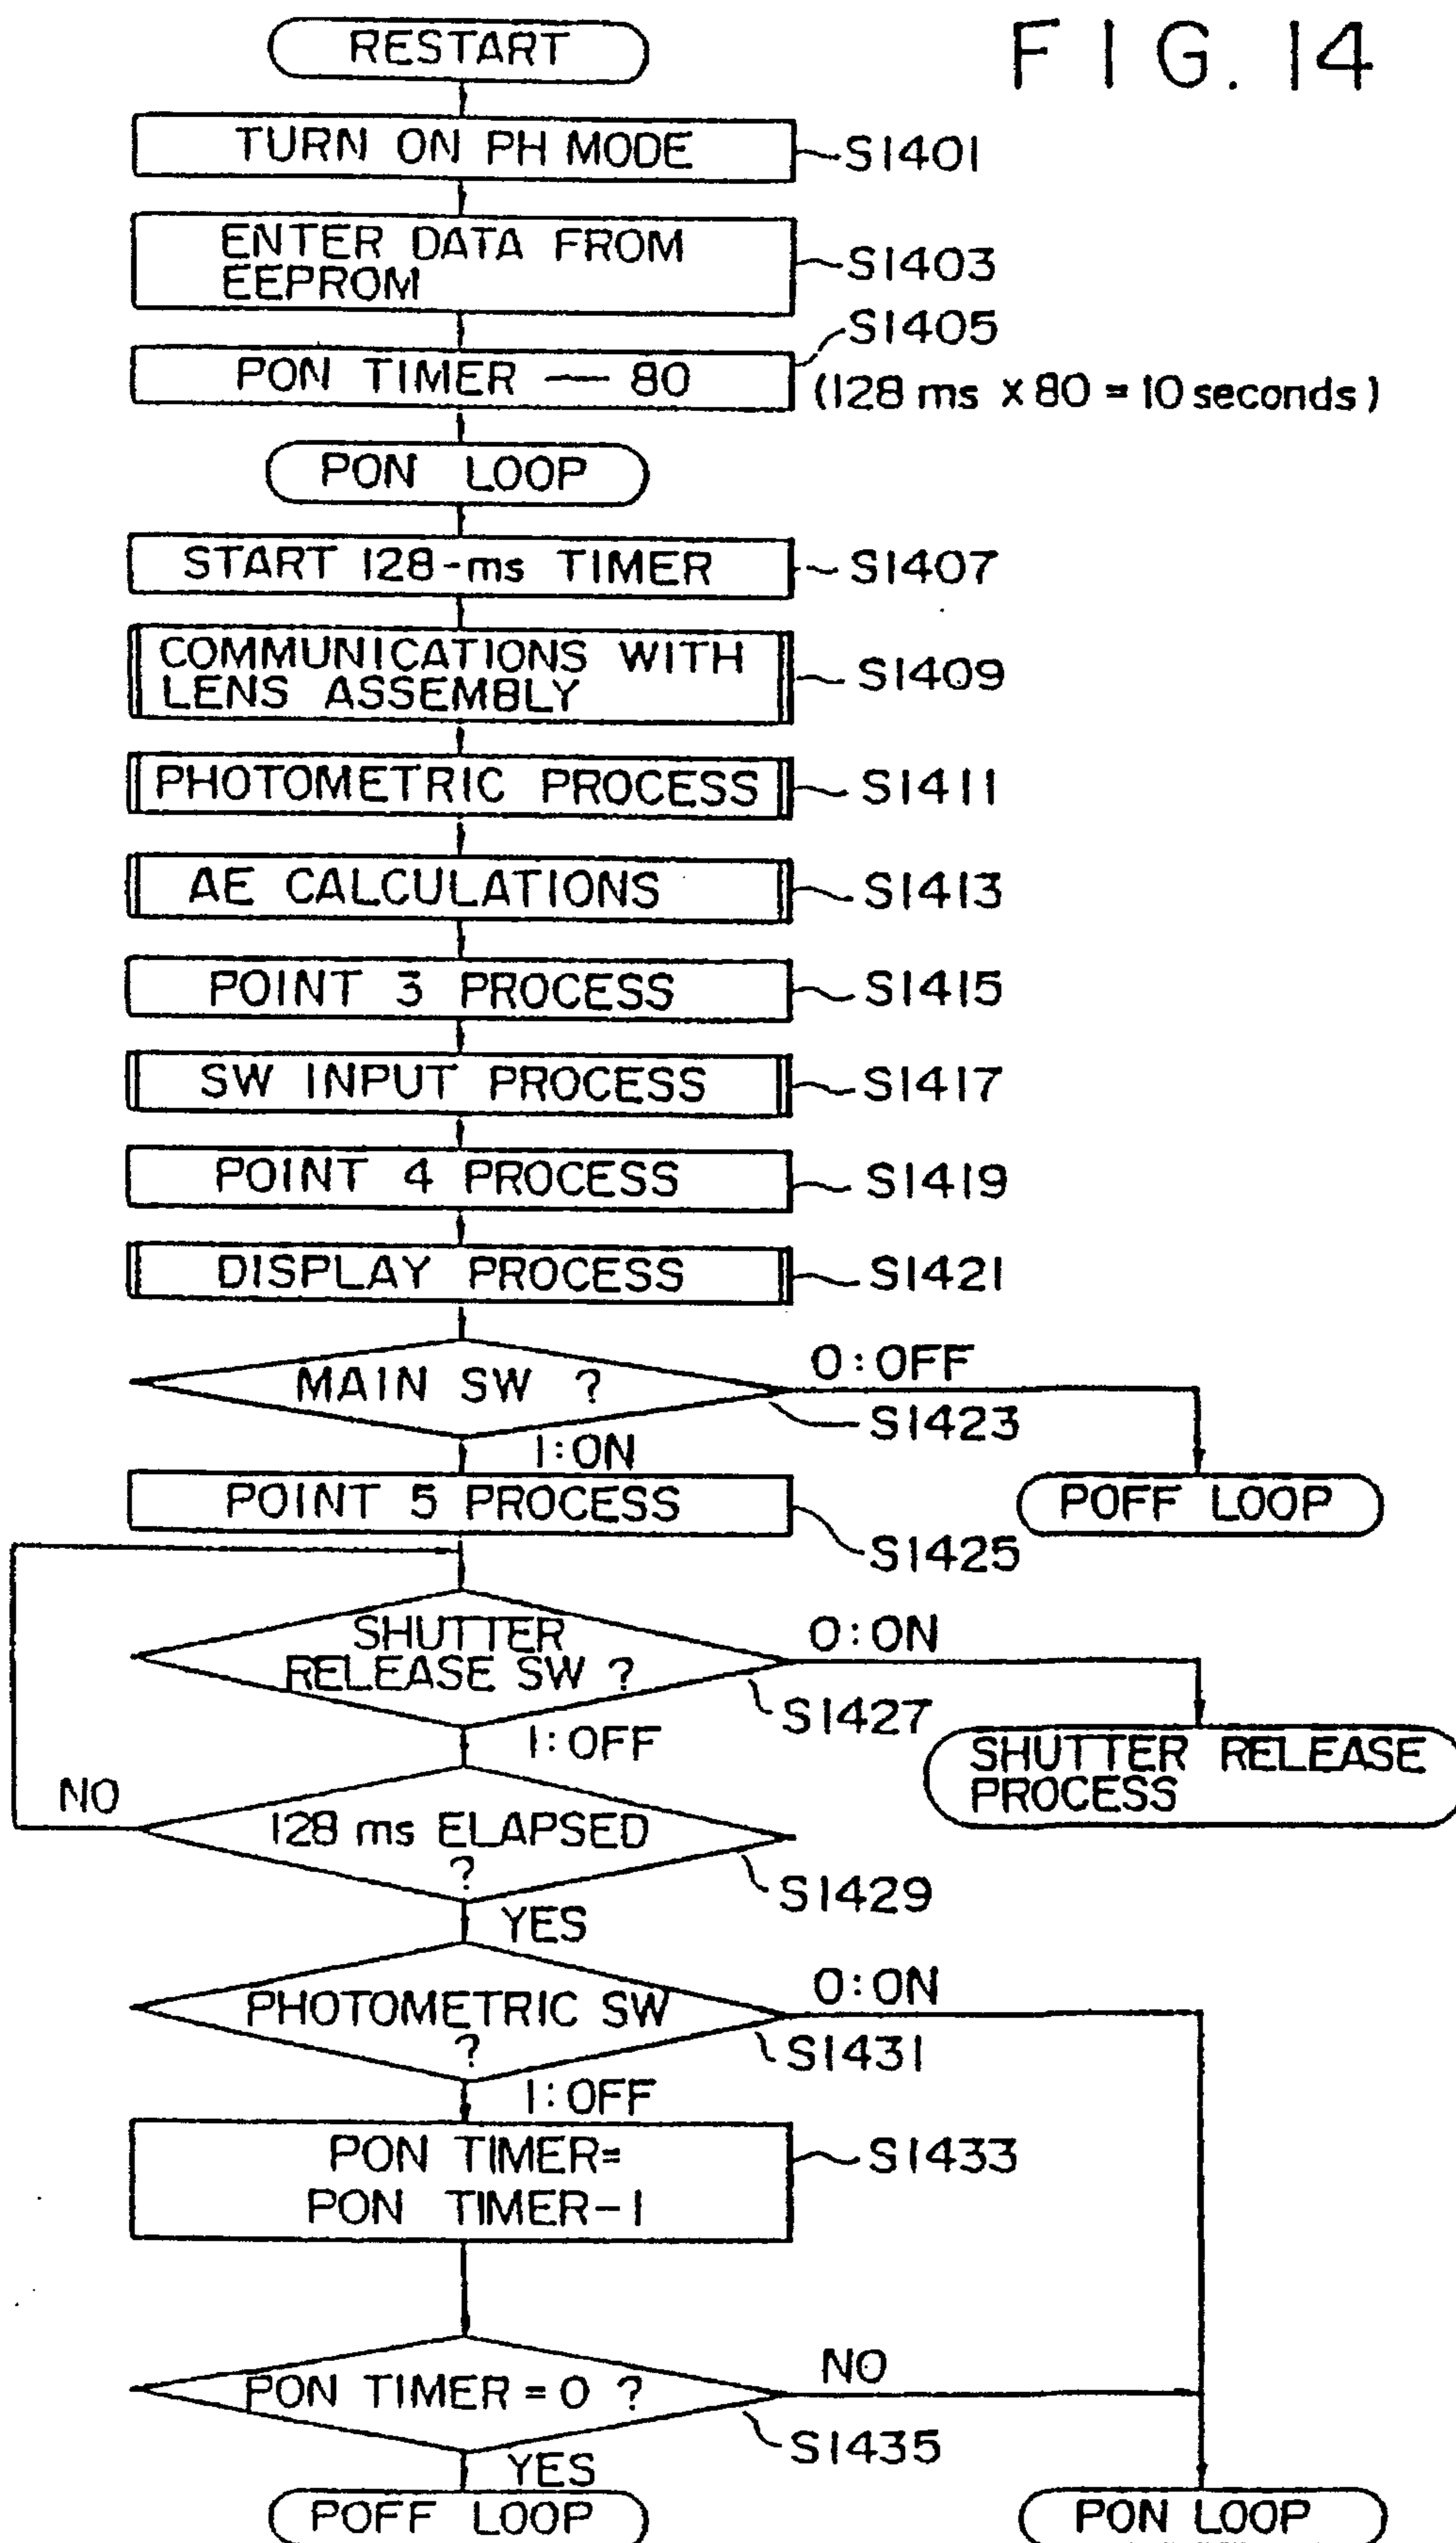 RESTART
FIG. 14
TURN ON PH MODE
S1401
ENTER DATA FROM
EEPROM
S1403
S1405
PON TIMER — 80
(128 ms x 80 = 10 seconds)
PON LOOP
START 128-ms TIMER
S1407
COMMUNICATIONS WITH
LENS ASSEMBLY
S1409
PHOTOMETRIC PROCESS
S1411
AE CALCULATIONS
S1413
POINT 3 PROCESS
S1415
SW INPUT PROCESS
S1417
POINT 4 PROCESS
S1419
DISPLAY PROCESS
S1421
MAIN SW ?
0:OFF
S1423
1:ON
POFF LOOP
POINT 5 PROCESS
S1425
SHUTTER
RELEASE SW ?
0:ON
S1427
1:OFF
SHUTTER RELEASE
PROCESS
NO
128 ms ELAPSED
?
S1429
YES
PHOTOMETRIC SW
?
0:ON
S1431
1:OFF
PON TIMER=
PON TIMER-1
S1433
PON TIMER = 0 ?
NO
S1435
YES
POFF LOOP
PON LOOP